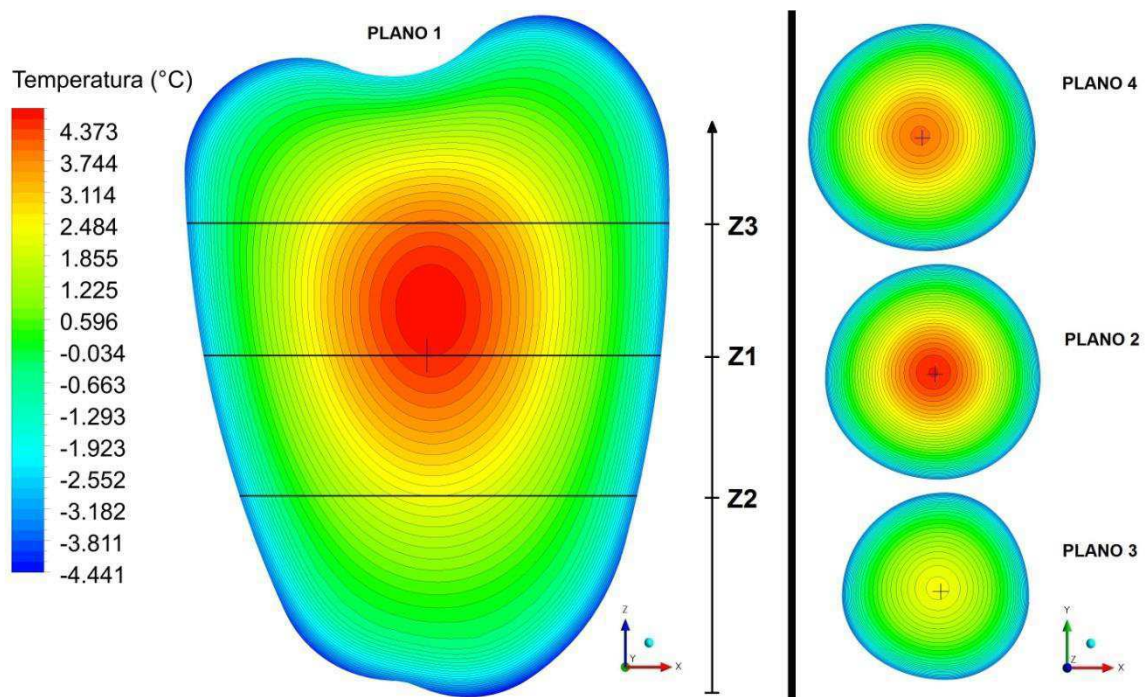 PLANO 1
Temperatura (°C)
4.373
3.744
3.114
2.484
1.855
1.225
0.596
-0.034
-0.663
-1.293
-1.923
-2.552
-3.182
-3.811
-4.441
Z3
Z1
Z2
Z
Y
X
PLANO 4
PLANO 2
PLANO 3
Y
Z
X